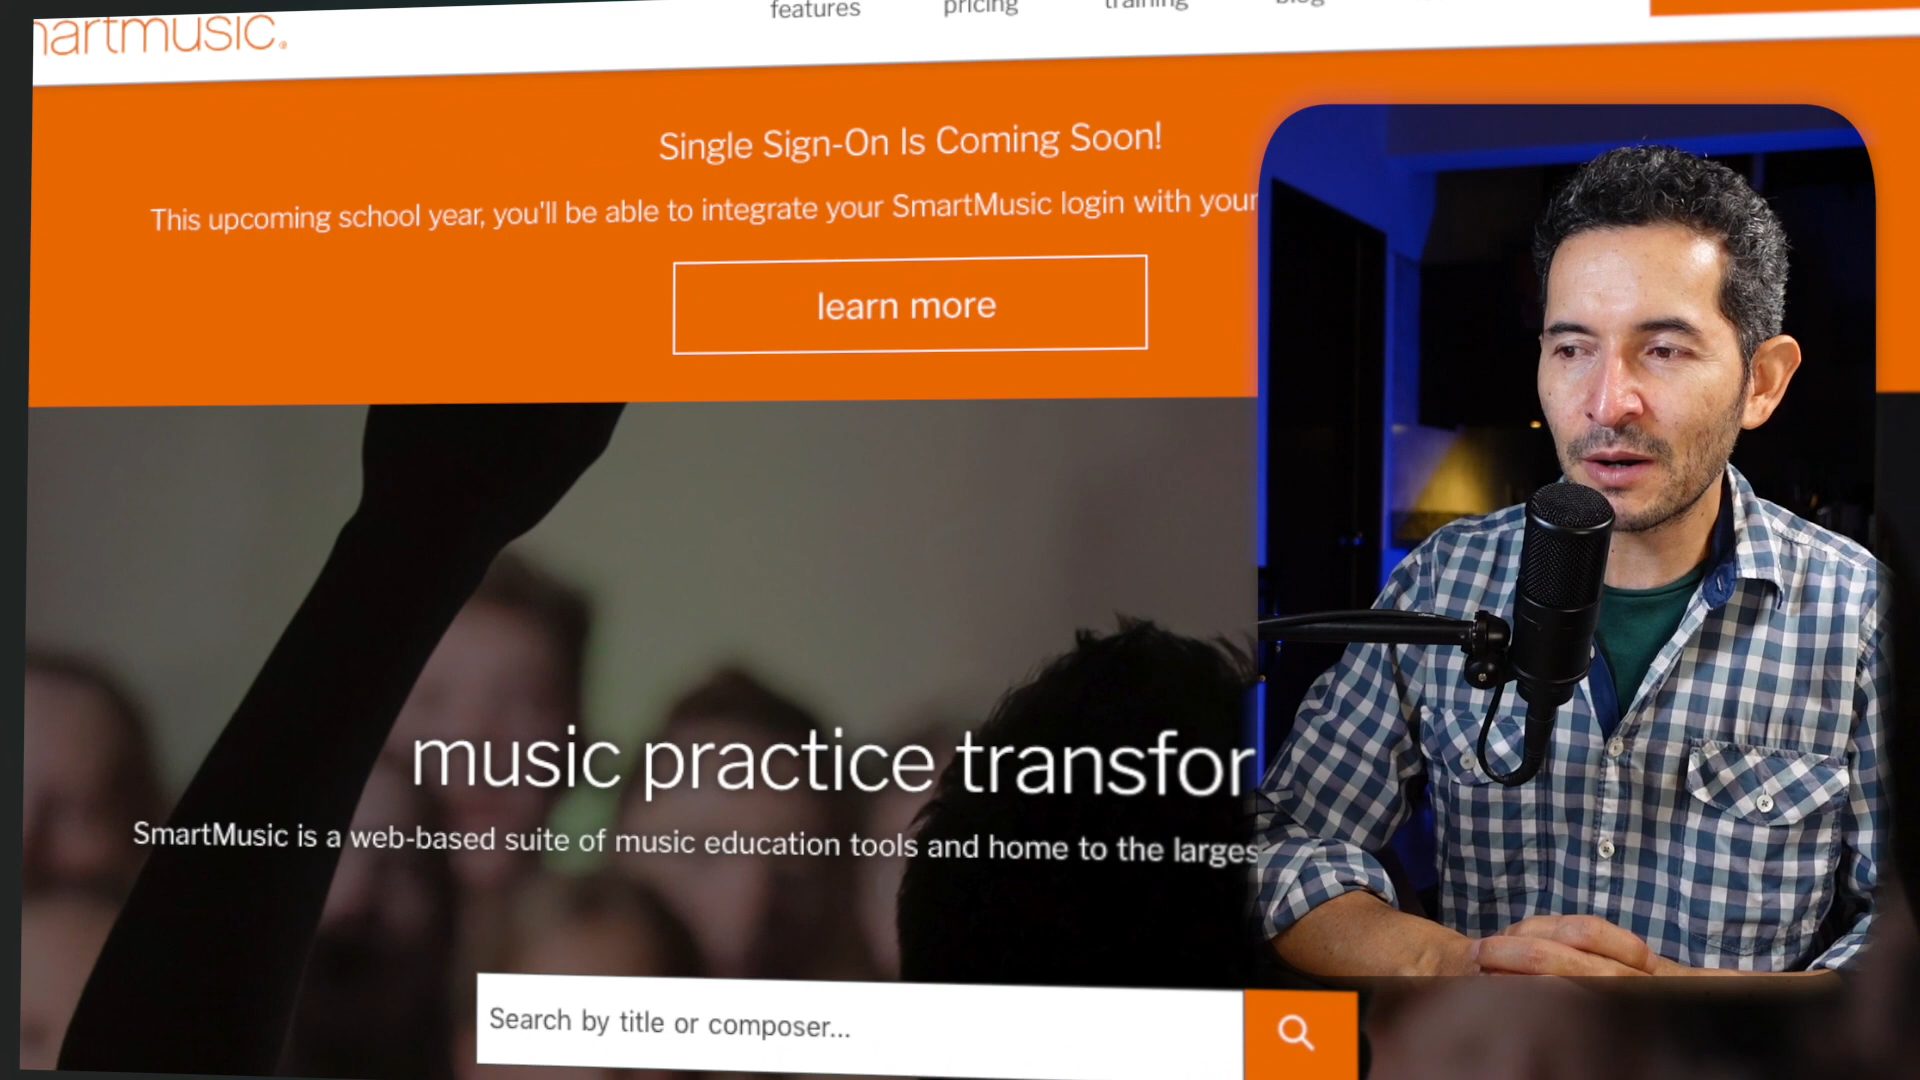 artmusic.
features pricing training blog
Single Sign-On Is Coming Soon!
This upcoming school year, you'll be able to integrate your SmartMusic login with your
learn more
music practice transfor
SmartMusic is a web-based suite of music education tools and home to the larges
Search by title or composer...